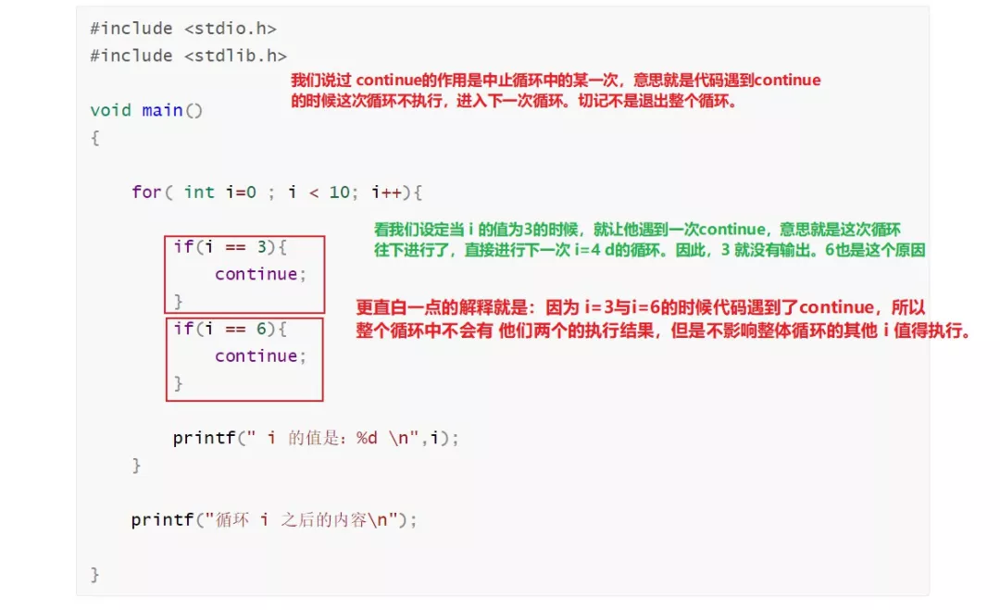 #include <stdio.h>
#include <stdlib.h>
我们说过 continue的作用是中止循环中的某一次，意思就是代码遇到continue
的时候这次循环不执行，进入下一次循环。切记不是退出整个循环。
void main()
{
for( int i=0 ; i < 10; i++){
看我们设定当 i 的值为3的时候，就让他遇到一次continue，意思就是这次循环
往下进行了，直接进行下一次 i=4 d的循环。因此，3 就没有输出。6也是这个原因
if(i == 3){
continue;
}
更直白一点的解释就是：因为 i=3与i=6的时候代码遇到了continue，所以
整个循环中不会有 他们两个的执行结果，但是不影响整体循环的其他 i 值得执行。
if(i == 6){
continue;
}
printf(" i 的值是：%d \n",i);
}
printf("循环 i 之后的内容\n");
}